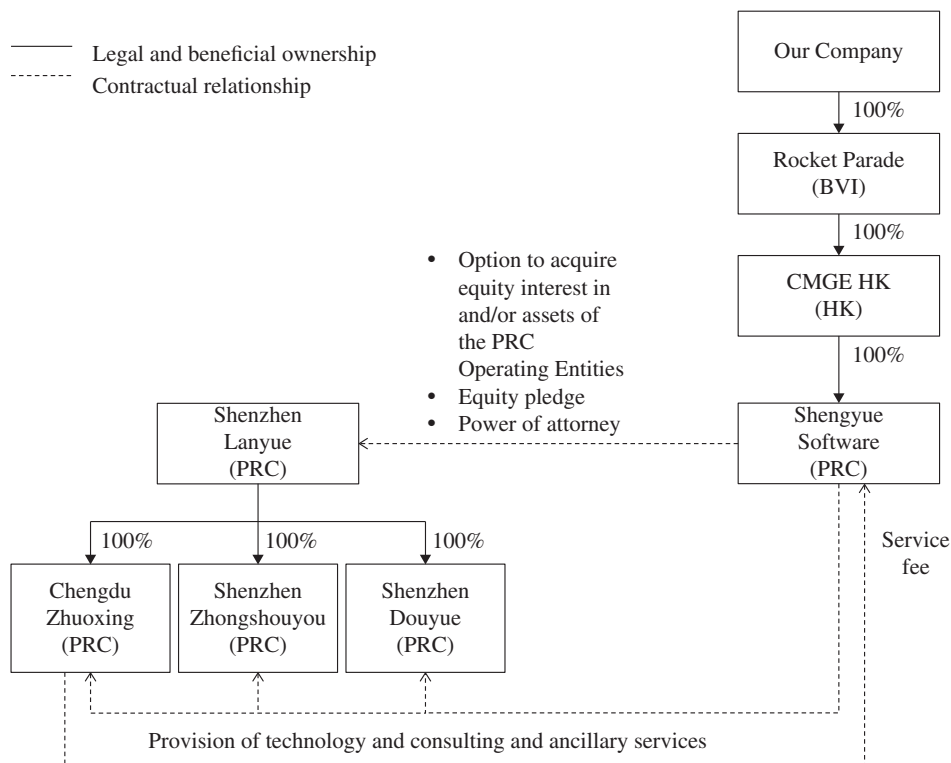 Legal and beneficial ownership
Contractual relationship
Our Company
100%
Rocket Parade
(BVI)
100%
CMGE HK
(HK)
100%
• Option to acquire
equity interest in
and/or assets of
the PRC
Operating Entities
• Equity pledge
• Power of attorney
Shenzhen
Lanyue
(PRC)
Shengyue
Software
(PRC)
100%
100%
100%
Service
fee
Chengdu
Zhuoxing
(PRC)
Shenzhen
Zhongshouyou
(PRC)
Shenzhen
Douyue
(PRC)
Provision of technology and consulting and ancillary services